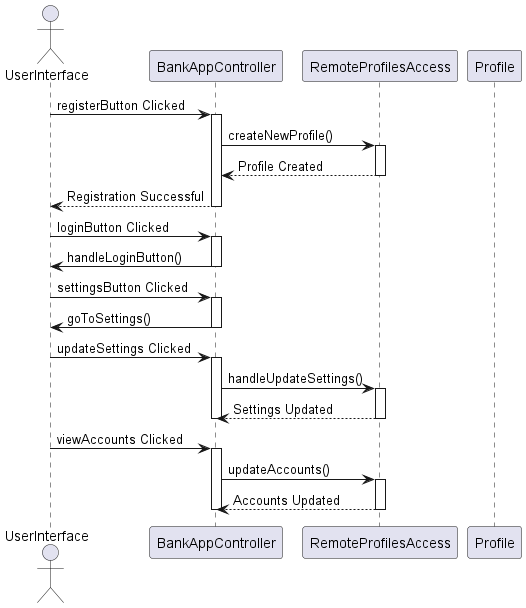 UserInterface
BankAppController
RemoteProfilesAccess
Profile
registerButton Clicked
createNewProfile()
Profile Created
Registration Successful
loginButton Clicked
handleLoginButton()
settingsButton Clicked
goToSettings()
updateSettings Clicked
handleUpdateSettings()
Settings Updated
viewAccounts Clicked
updateAccounts()
Accounts Updated
UserInterface
BankAppController
RemoteProfilesAccess
Profile